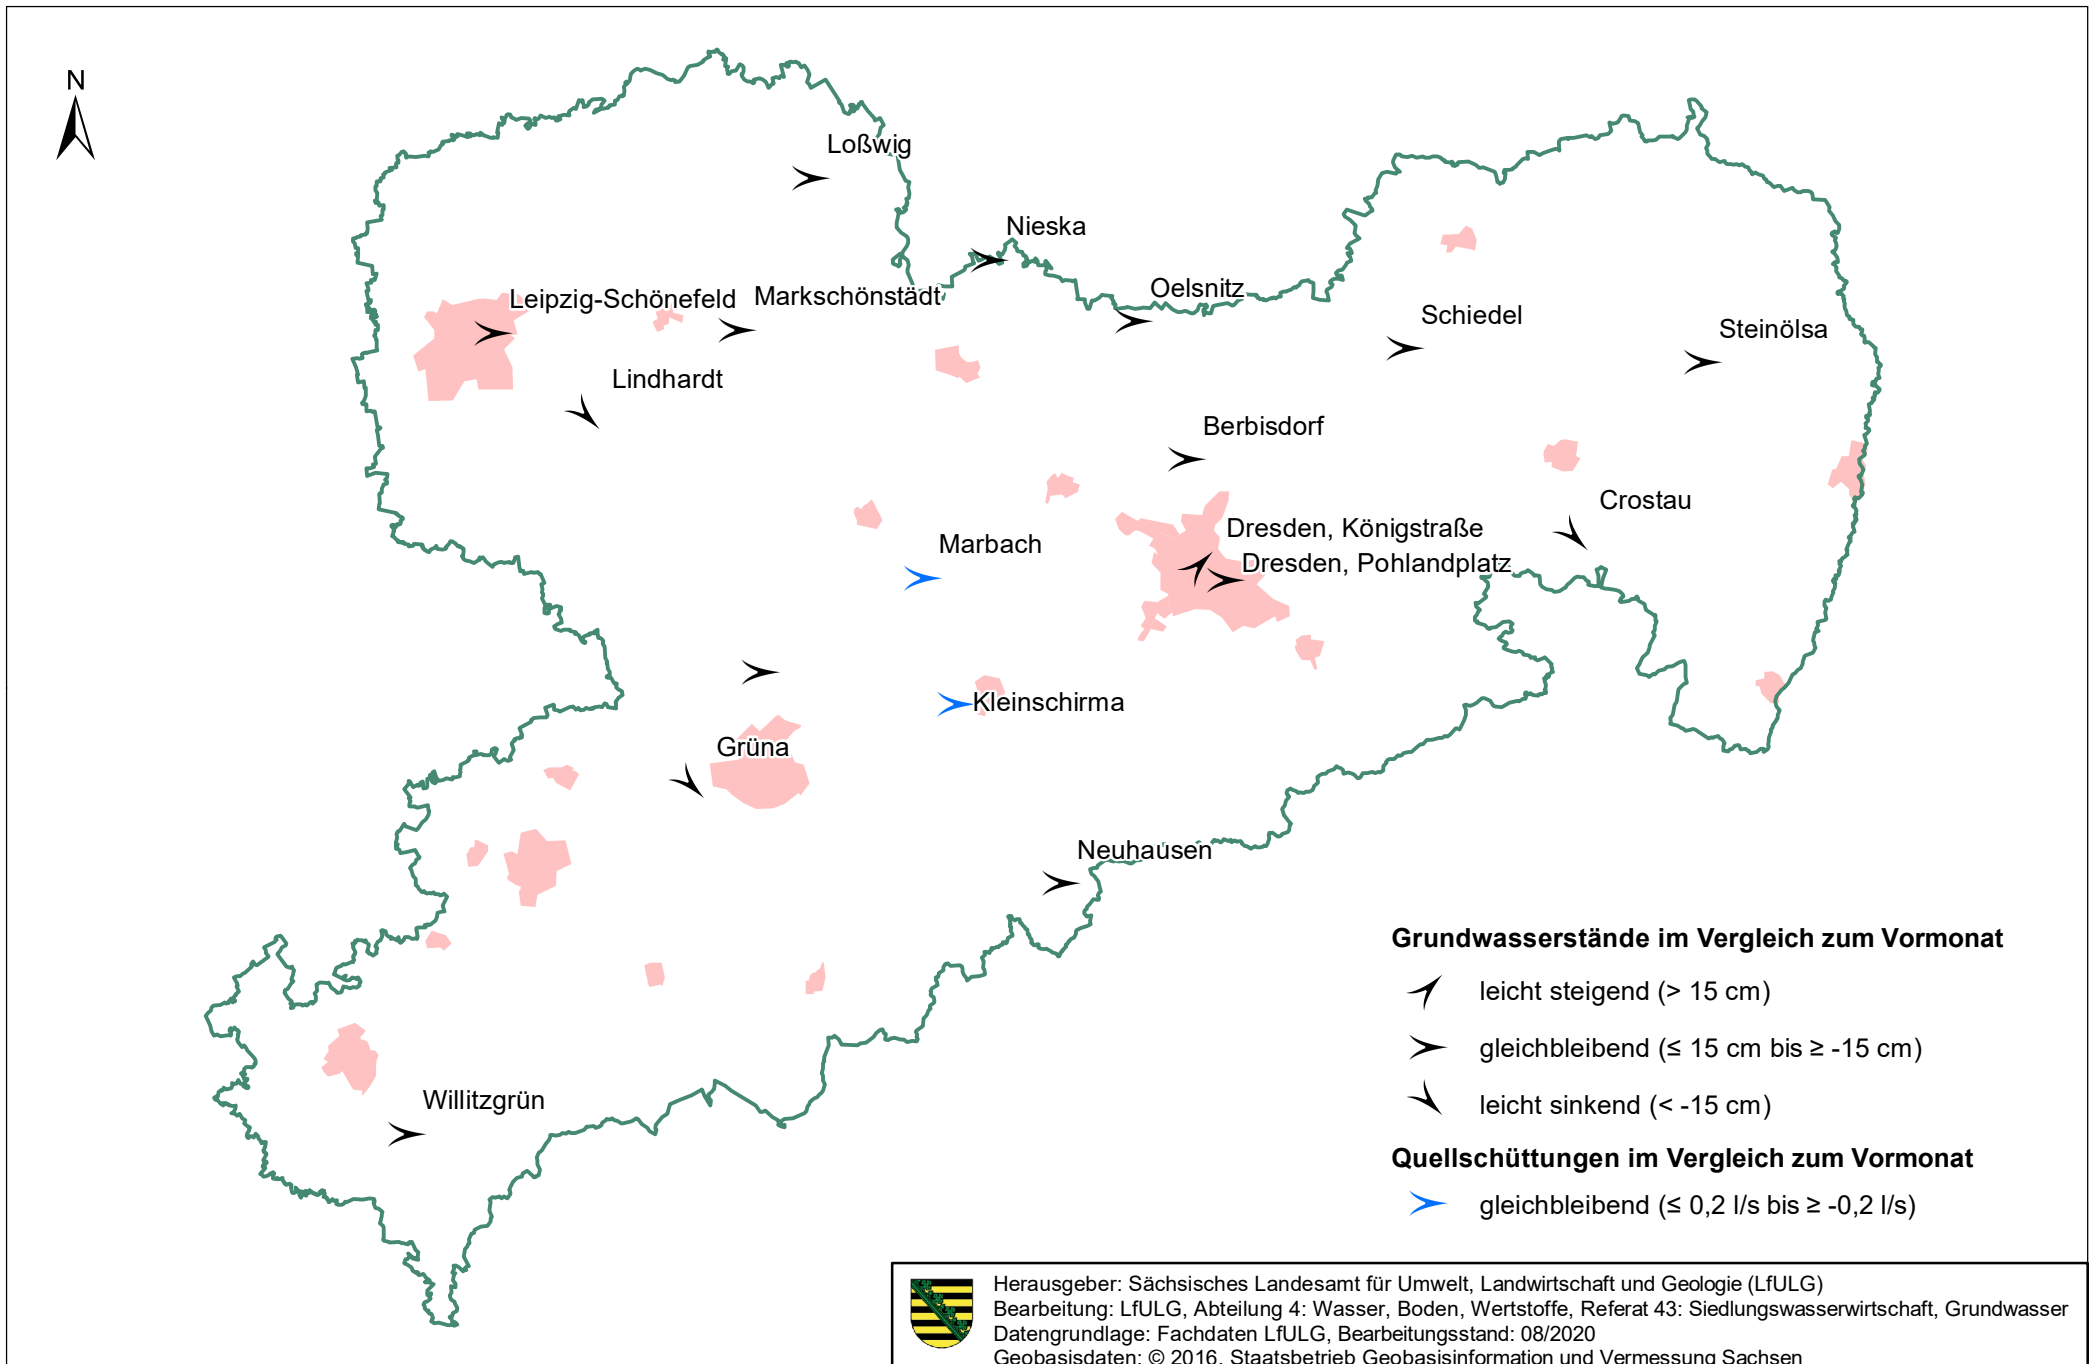 N
Loßwig
Nieska
Oelsnitz
Leipzig-Schönefeld
Markschönstädt
Schiedel
Steinölsa
Lindhardt
Berbisdorf
Crostau
Dresden, Königstraße
Marbach
Dresden, Pohlandplatz
Kleinschirma
Grüna
Neuhausen
Willitzgrün
Grundwasserstände im Vergleich zum Vormonat
leicht steigend (> 15 cm)
gleichbleibend (≤ 15 cm bis ≥ -15 cm)
leicht sinkend (< -15 cm)
Quellschüttungen im Vergleich zum Vormonat
gleichbleibend (≤ 0,2 l/s bis ≥ -0,2 l/s)
Herausgeber: Sächsisches Landesamt für Umwelt, Landwirtschaft und Geologie (LfULG)
Bearbeitung: LfULG, Abteilung 4: Wasser, Boden, Wertstoffe, Referat 43: Siedlungswasserwirtschaft, Grundwasser
Datengrundlage: Fachdaten LfULG, Bearbeitungsstand: 08/2020
Geobasisdaten: © 2016, Staatsbetrieb Geobasisinformation und Vermessung Sachsen